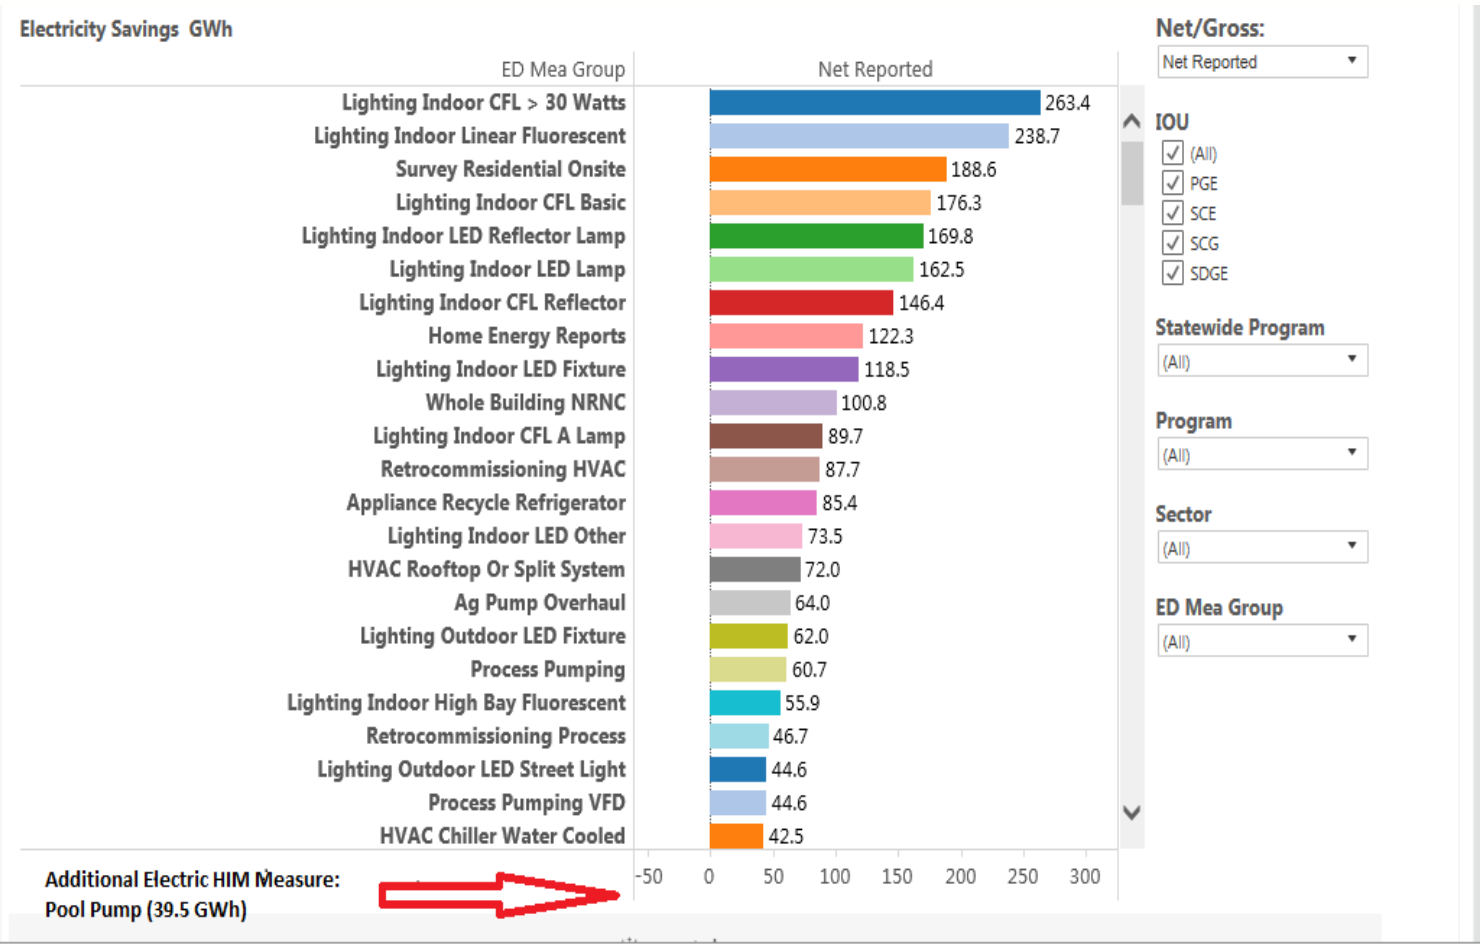 Electricity Savings  GWh
ED Mea Group
Net Reported
Lighting Indoor CFL > 30 Watts 263.4
Lighting Indoor Linear Fluorescent 238.7
Survey Residential Onsite 188.6
Lighting Indoor CFL Basic 176.3
Lighting Indoor LED Reflector Lamp 169.8
Lighting Indoor LED Lamp 162.5
Lighting Indoor CFL Reflector 146.4
Home Energy Reports 122.3
Lighting Indoor LED Fixture 118.5
Whole Building NRNC 100.8
Lighting Indoor CFL A Lamp 89.7
Retrocommissioning HVAC 87.7
Appliance Recycle Refrigerator 85.4
Lighting Indoor LED Other 73.5
HVAC Rooftop Or Split System 72.0
Ag Pump Overhaul 64.0
Lighting Outdoor LED Fixture 62.0
Process Pumping 60.7
Lighting Indoor High Bay Fluorescent 55.9
Retrocommissioning Process 46.7
Lighting Outdoor LED Street Light 44.6
Process Pumping VFD 44.6
HVAC Chiller Water Cooled 42.5
-50 0 50 100 150 200 250 300
Additional Electric HIM Measure:
Pool Pump (39.5 GWh)
Net/Gross:
Net Reported
IOU
(All)
PGE
SCE
SCG
SDGE
Statewide Program
(All)
Program
(All)
Sector
(All)
ED Mea Group
(All)